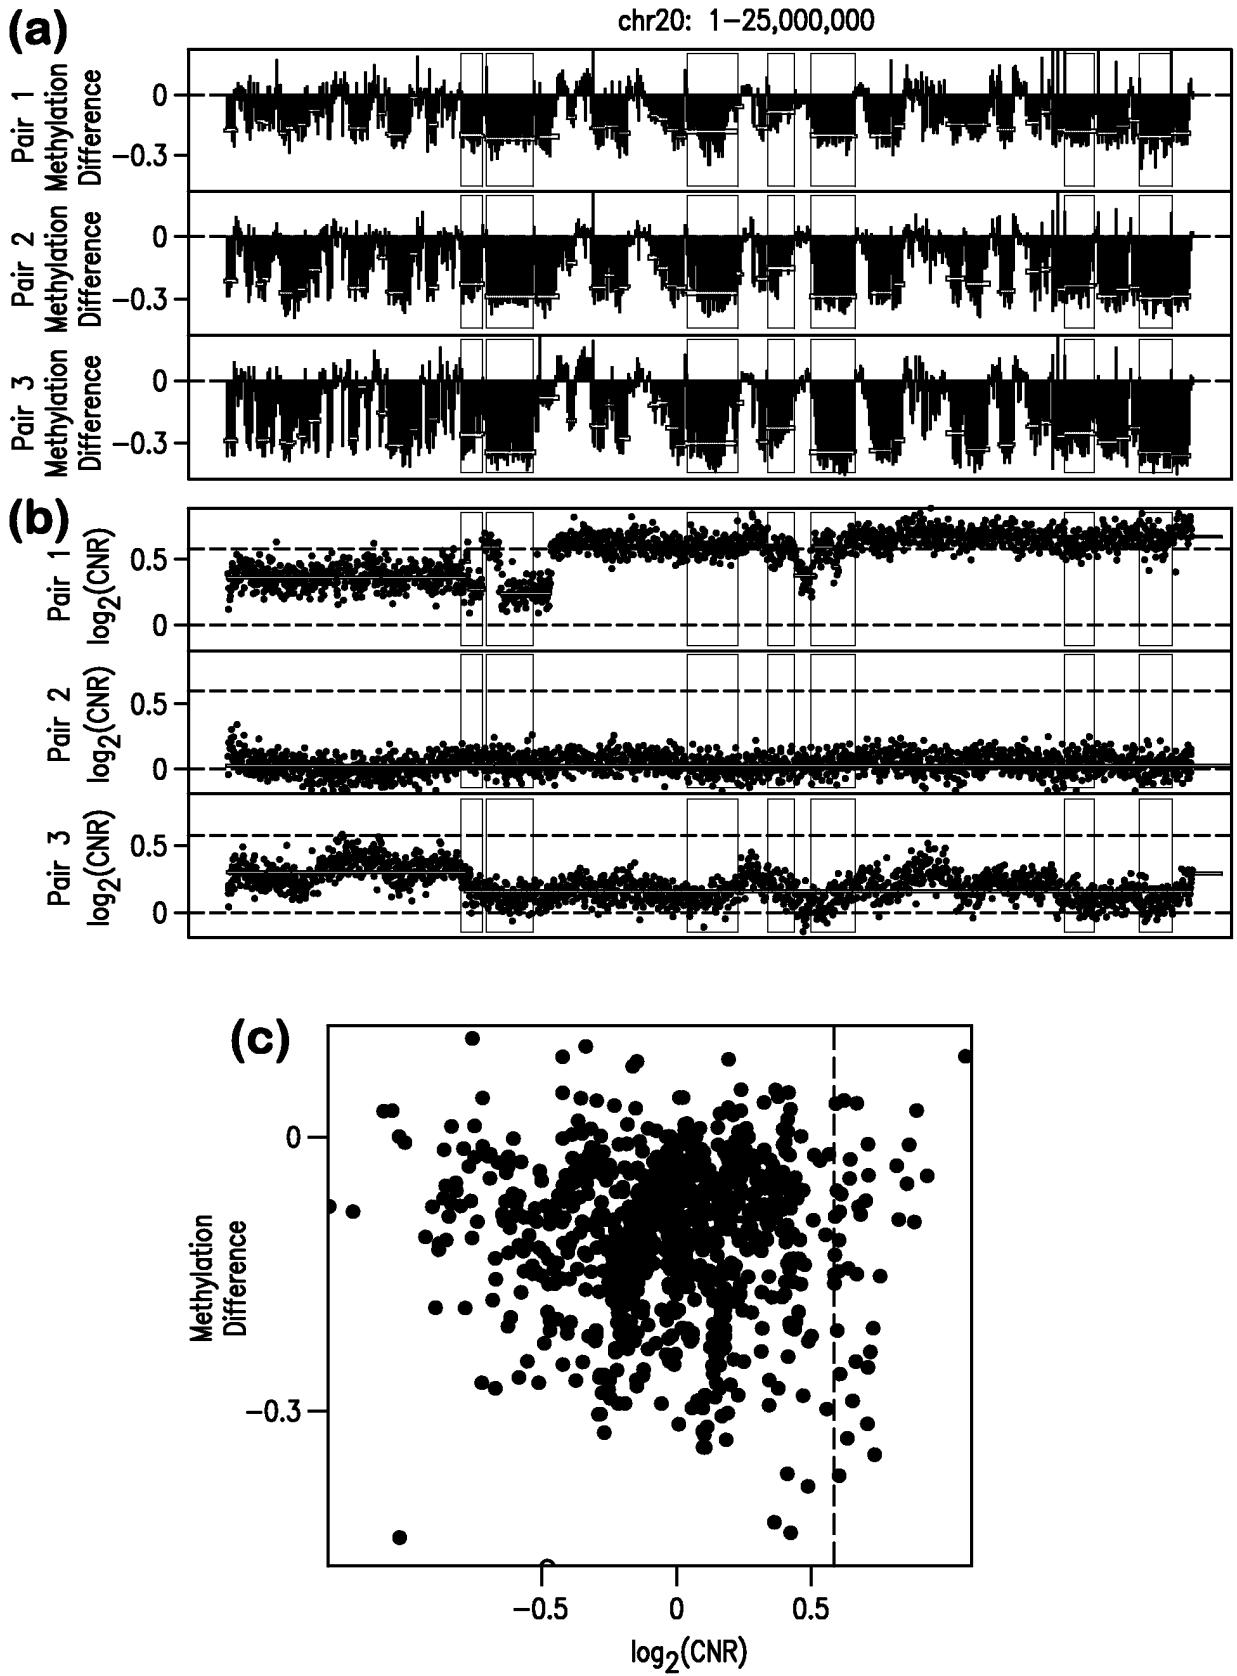 (a)
chr20: 1–25,000,000
Pair 1
Methylation
Difference
0
−0.3
Pair 2
Methylation
Difference
0
−0.3
Pair 3
Methylation
Difference
0
−0.3
(b)
Pair 1
log2(CNR)
0.5
0
Pair 2
log2(CNR)
0.5
0
Pair 3
log2(CNR)
0.5
0
(c)
Methylation
Difference
0
−0.3
−0.5 0 0.5
log2(CNR)